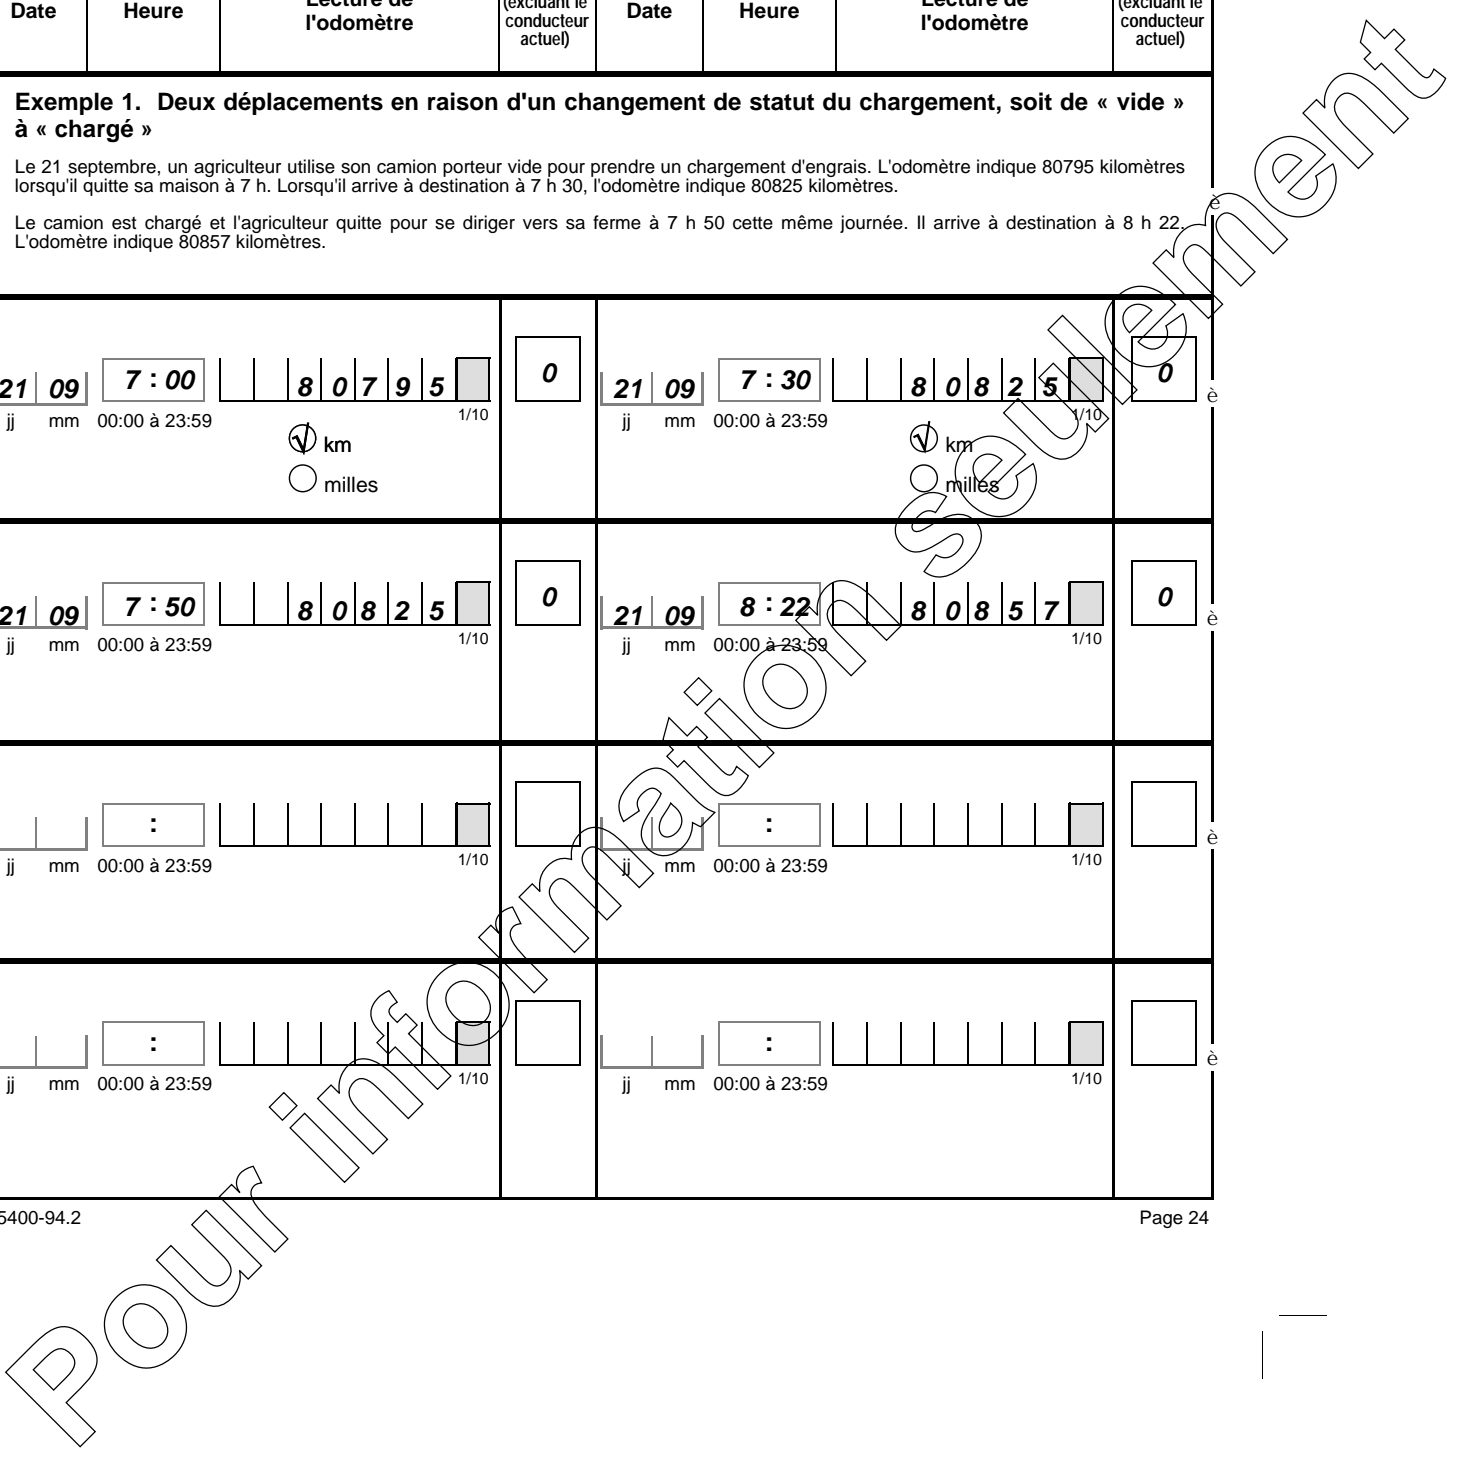 Date Heure Lecture de l'odomètre (excluant le conducteur actuel) Date Heure Lecture de l'odomètre (excluant le conducteur actuel)
Exemple 1. Deux déplacements en raison d'un changement de statut du chargement, soit de « vide »
à « chargé »
Le 21 septembre, un agriculteur utilise son camion porteur vide pour prendre un chargement d'engrais. L'odomètre indique 80795 kilomètres
lorsqu'il quitte sa maison à 7 h. Lorsqu'il arrive à destination à 7 h 30, l'odomètre indique 80825 kilomètres.
è
Le camion est chargé et l'agriculteur quitte pour se diriger vers sa ferme à 7 h 50 cette même journée. Il arrive à destination à 8 h 22.
L'odomètre indique 80857 kilomètres.
21 09 7 : 00 8 0 7 9 5 0 21 09 7 : 30 8 0 8 2 5 0 è
jj mm 00:00 à 23:59 1/10 jj mm 00:00 à 23:59 1/10
km km
milles milles
21 09 7 : 50 8 0 8 2 5 0 21 09 8 : 22 8 0 8 5 7 0 è
jj mm 00:00 à 23:59 1/10 jj mm 00:00 à 23:59 1/10
: : è
jj mm 00:00 à 23:59 1/10 jj mm 00:00 à 23:59 1/10
: : è
jj mm 00:00 à 23:59 1/10 jj mm 00:00 à 23:59 1/10
5400-94.2 Page 24
Pour information seulement